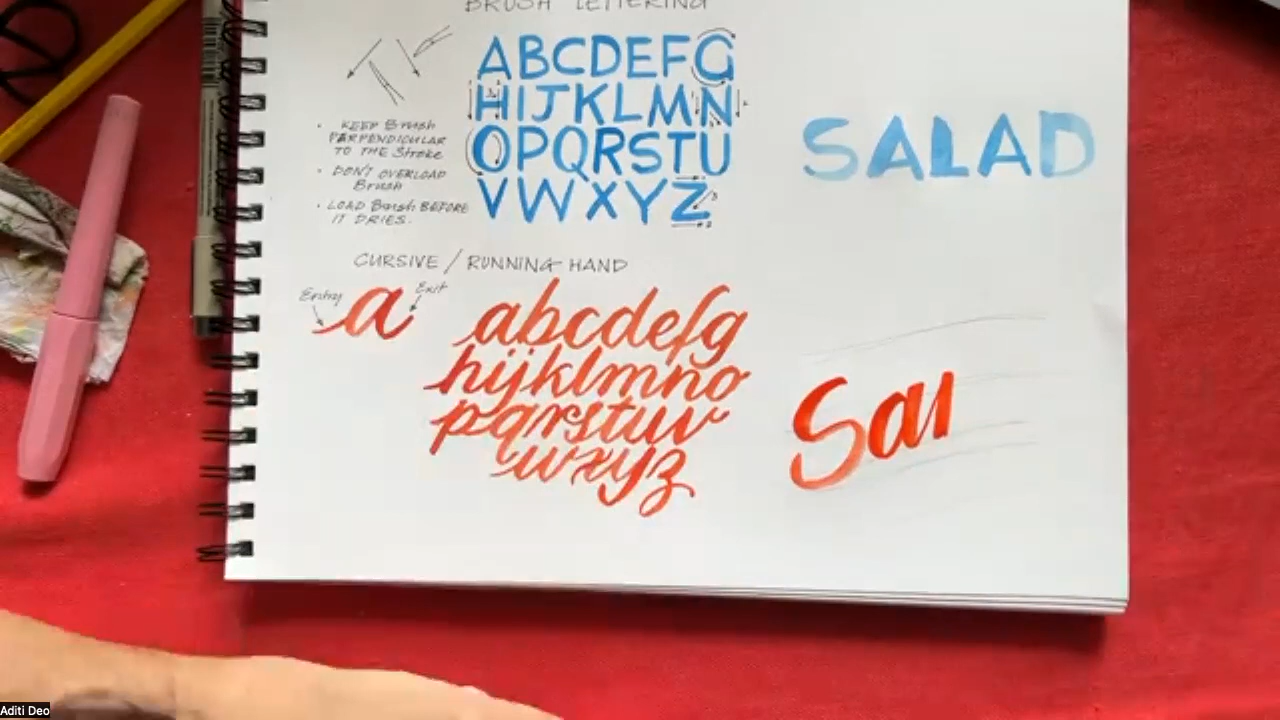 BRUSH LETTERING
ABCDEFG
HIJKLMN
OPQRSTU
VWXYZ
• KEEP Brush
PERPENDICULAR
TO THE Stroke
• DON'T OVERLOAD
Brush
• LOAD Brush BEFORE
IT DRIES.
SALAD
CURSIVE / RUNNING HAND
Entry
a
Exit
abcdefg
hijklmno
pqrstuv
wxyz
Sai
Aditi Deo